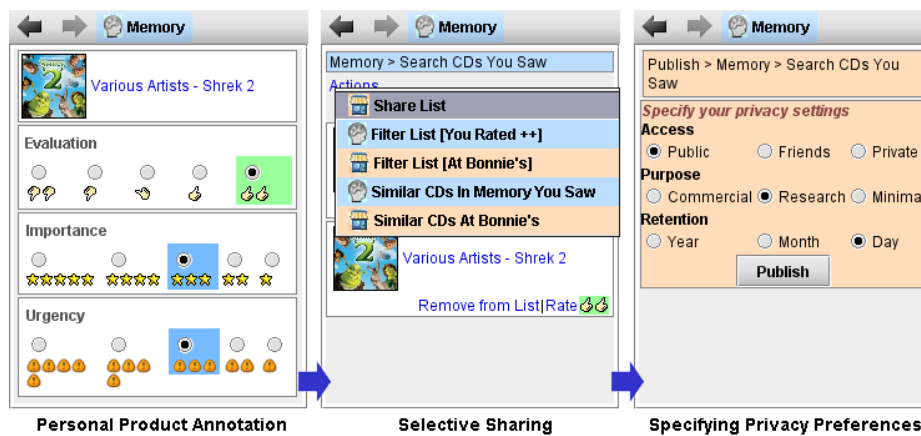 Memory
Various Artists - Shrek 2
Evaluation
Importance
Urgency
Personal Product Annotation
Memory
Memory > Search CDs You Saw
Actions
Share List
Filter List [You Rated ++]
Filter List [At Bonnie's]
Similar CDs In Memory You Saw
Similar CDs At Bonnie's
2
Various Artists - Shrek 2
Remove from List|Rate
Selective Sharing
Memory
Publish > Memory > Search CDs You
Saw
Specify your privacy settings
Access
Public Friends Private
Purpose
Commercial Research Minima
Retention
Year Month Day
Publish
Specifying Privacy Preferences